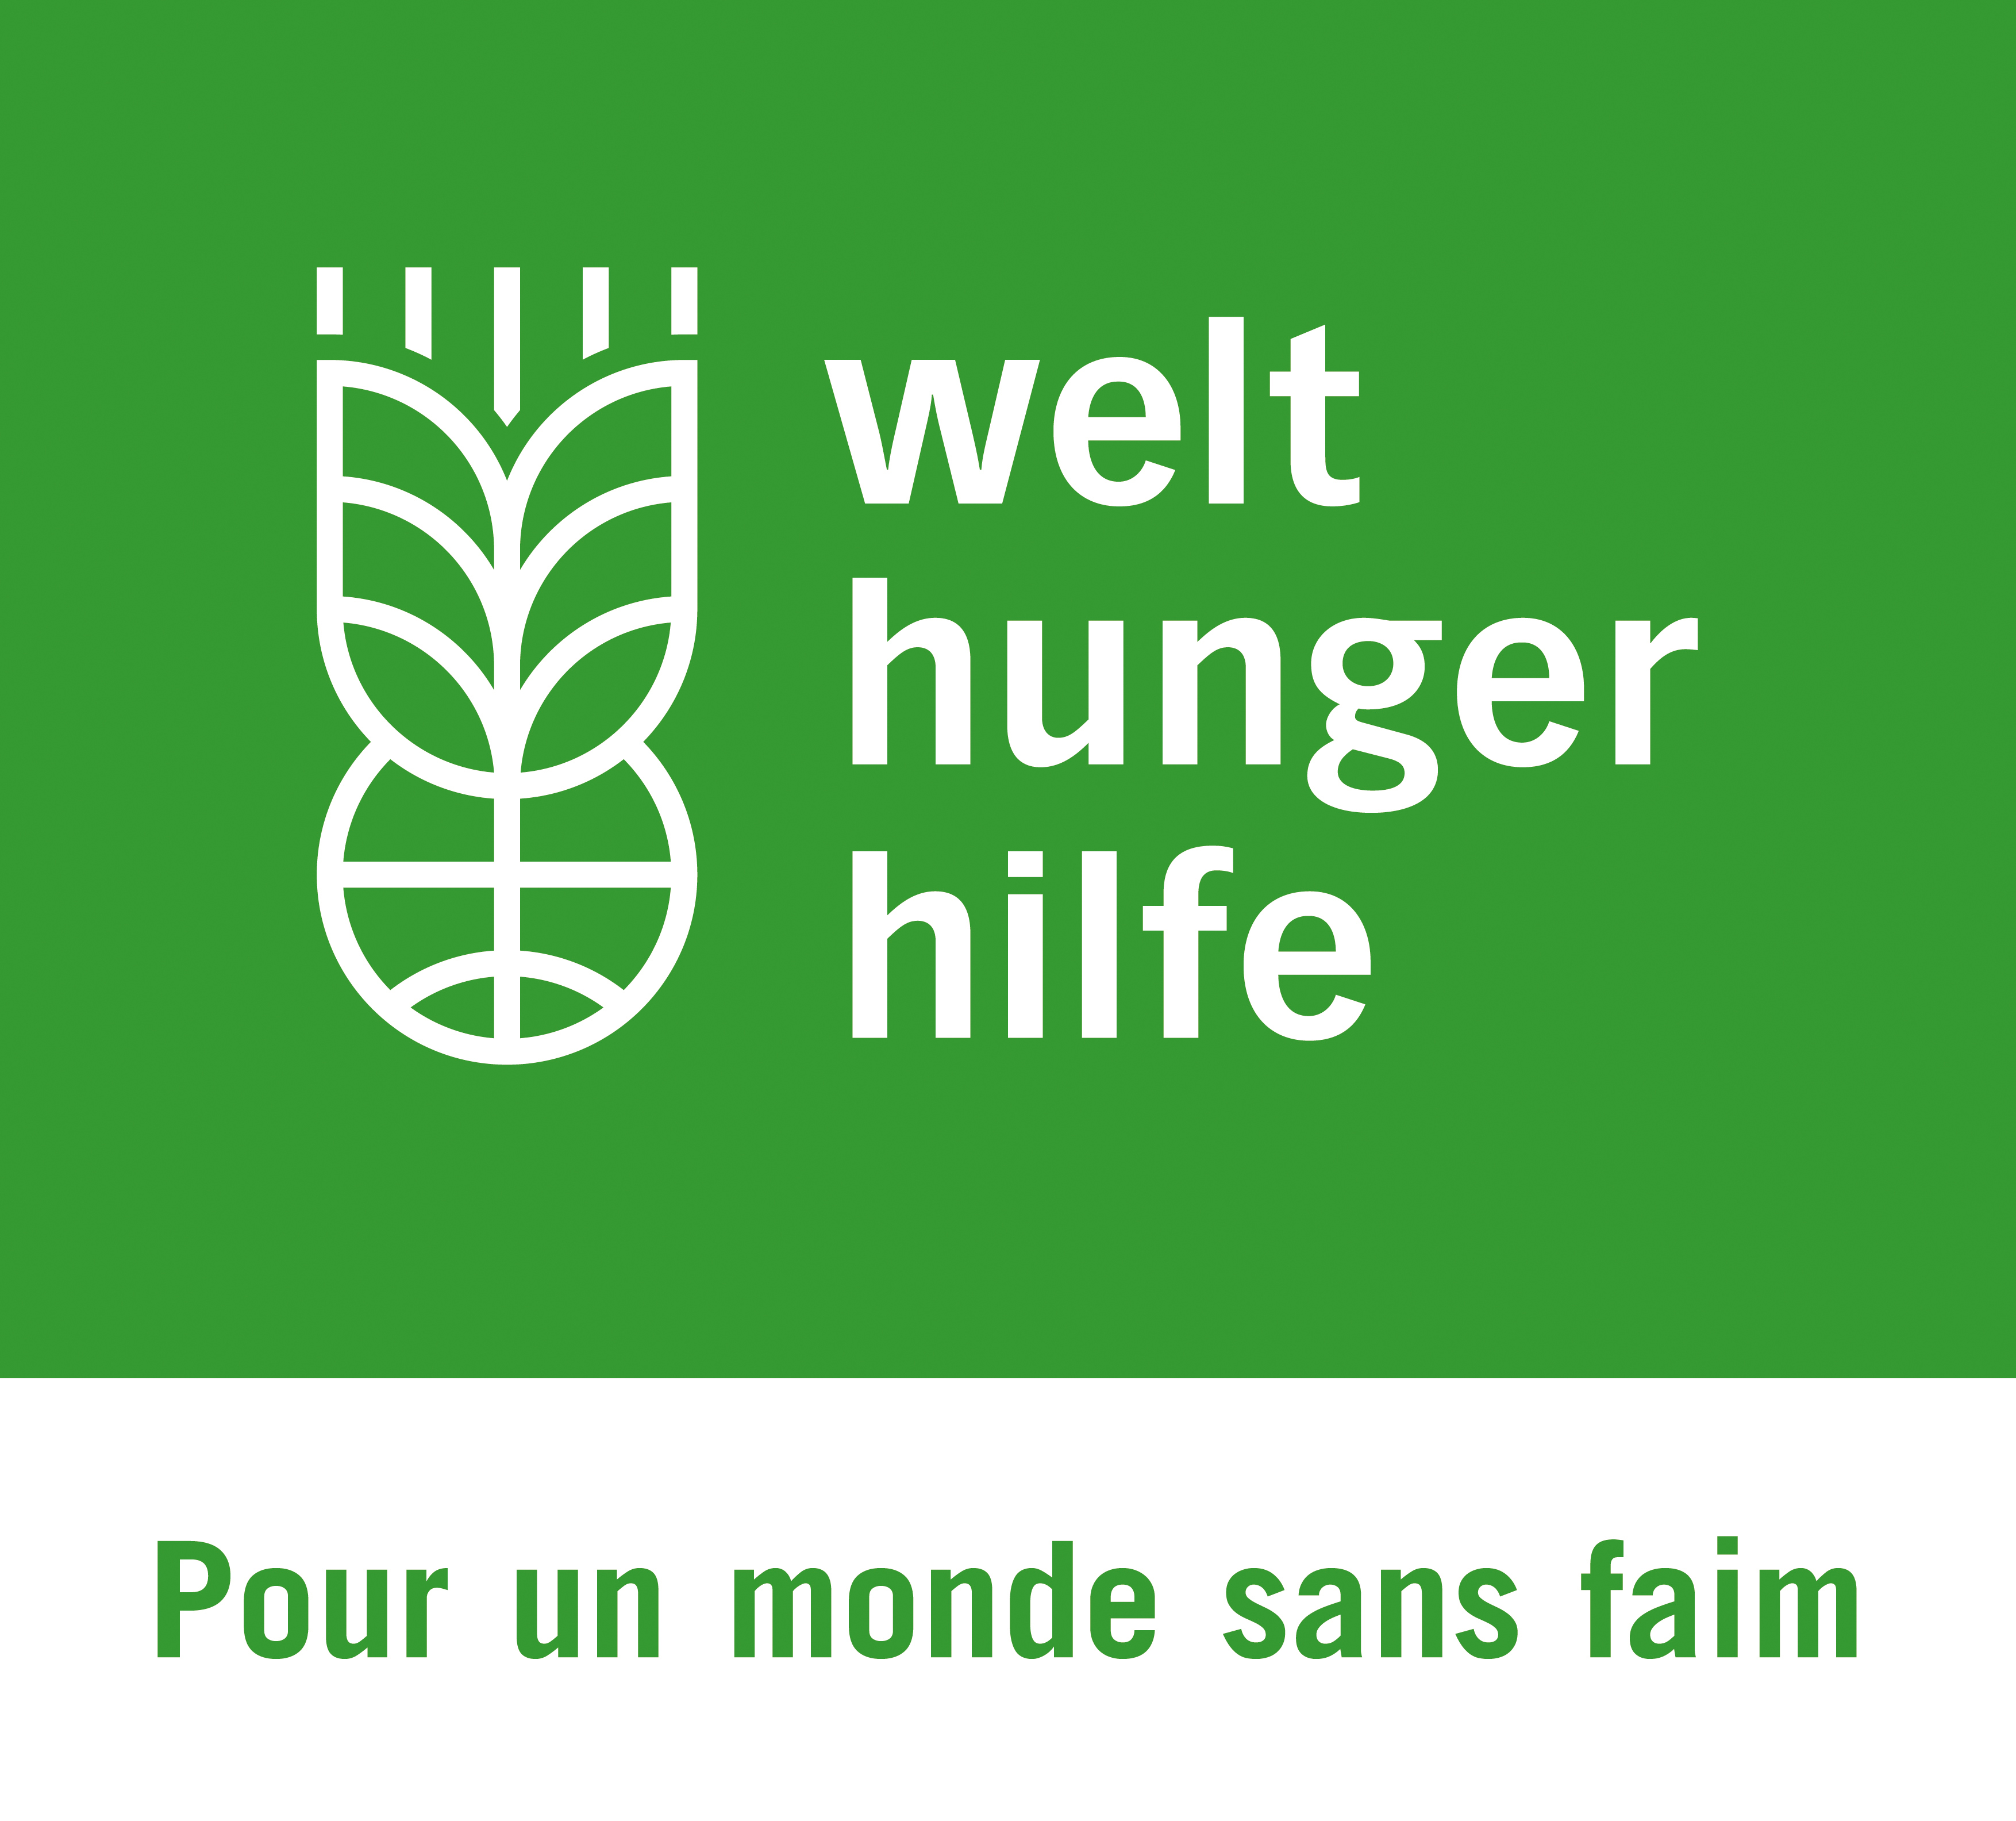 welt
hunger
hilfe
Pour un monde sans faim